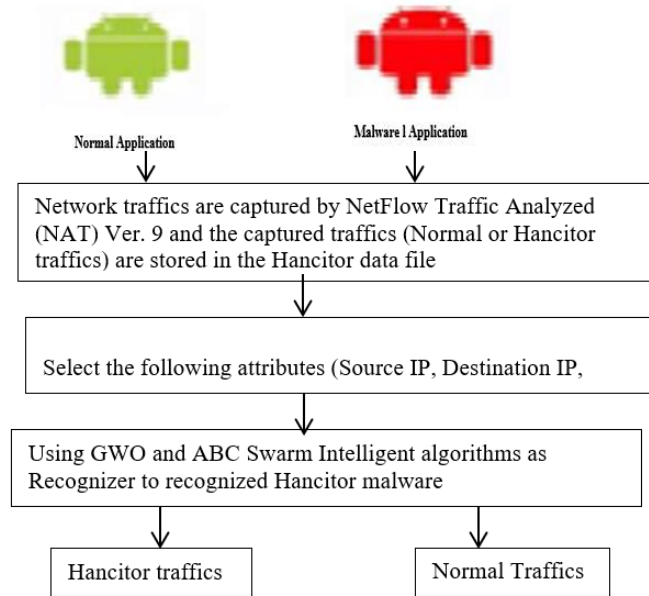 Normal Application
Malware l Application
Network traffics are captured by NetFlow Traffic Analyzed
(NAT) Ver. 9 and the captured traffics (Normal or Hancitor
traffics) are stored in the Hancitor data file
Select the following attributes (Source IP, Destination IP,
Using GWO and ABC Swarm Intelligent algorithms as
Recognizer to recognized Hancitor malware
Hancitor traffics
Normal Traffics